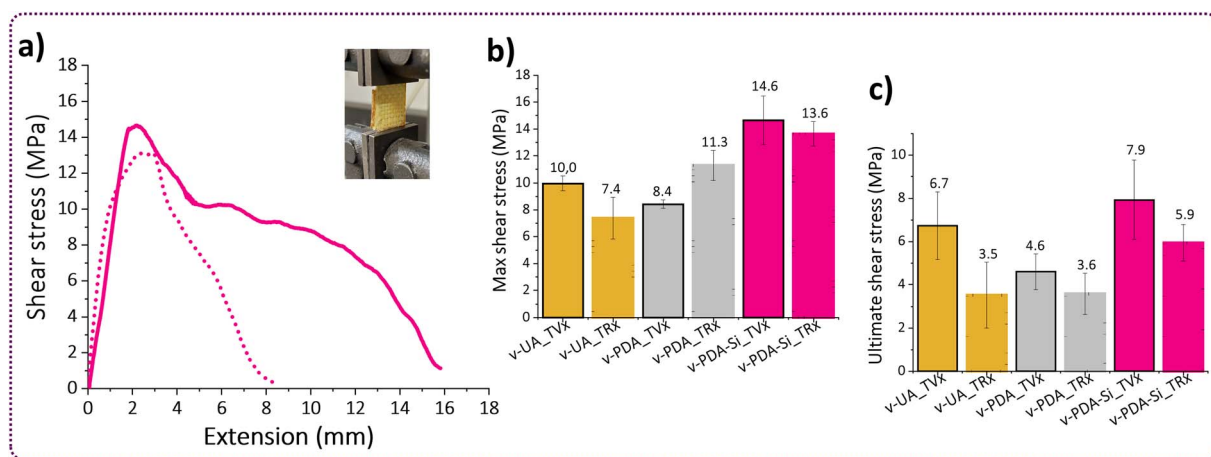 a)
Shear stress (MPa)
18
16
14
12
10
8
6
4
2
0
0 2 4 6 8 10 12 14 16 18
Extension (mm)
b)
Max shear stress (MPa)
18
16
14
12
10
8
6
4
2
0
10,0
7.4
8.4
11.3
14.6
13.6
v-UA_TVx
v-UA_TRx
v-PDA_TVx
v-PDA_TRx
v-PDA-Si_TVx
v-PDA-Si_TRx
c)
Ultimate shear stress (MPa)
10
8
6
4
2
0
6.7
3.5
4.6
3.6
7.9
5.9
v-UA_TVx
v-UA_TRx
v-PDA_TVx
v-PDA_TRx
v-PDA-Si_TVx
v-PDA-Si_TRx